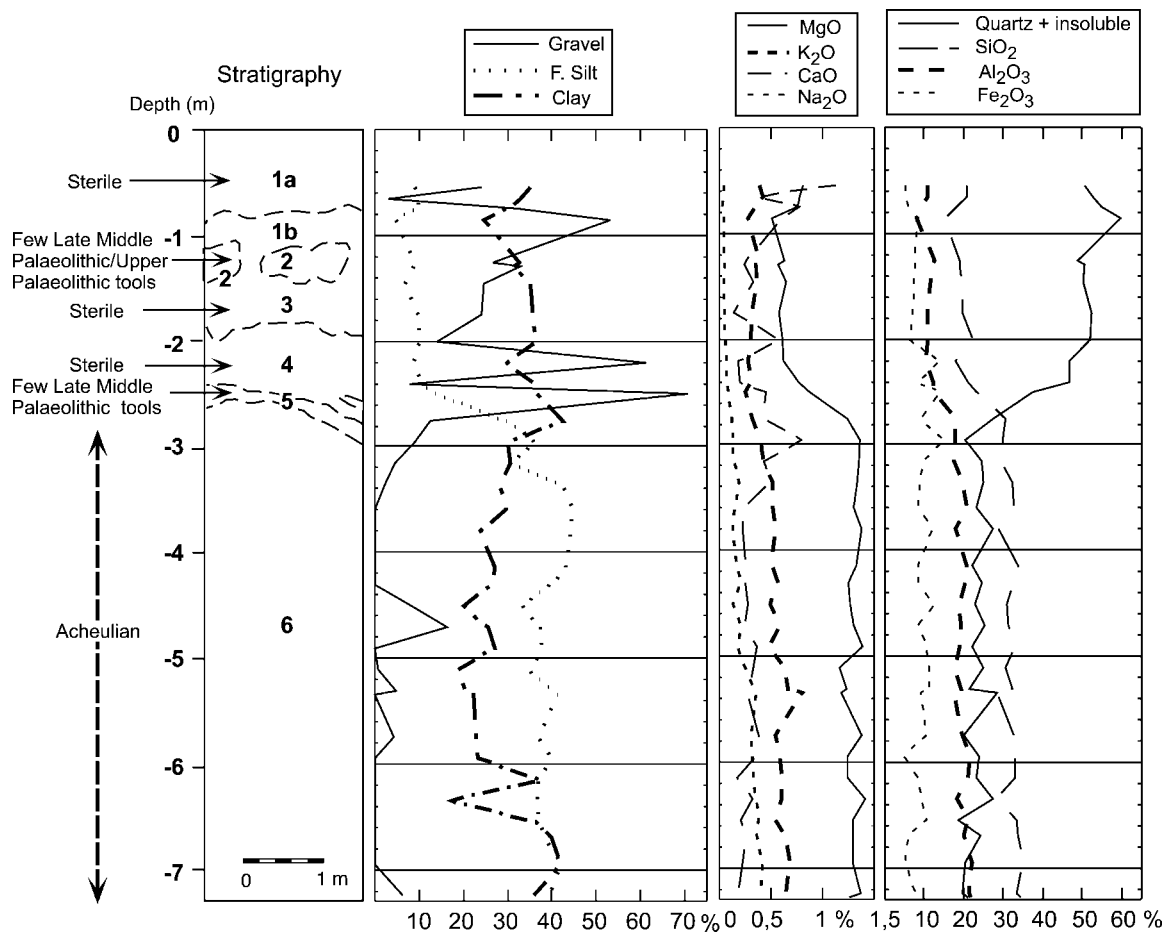 Stratigraphy
Depth (m)
0
-1
-2
-3
-4
-5
-6
-7
Sterile
Few Late Middle
Palaeolithic/Upper
Palaeolithic tools
Sterile
Sterile
Few Late Middle
Palaeolithic tools
Acheulian
1a
1b
2
2
3
4
5
6
0 1 m
Gravel
F. Silt
Clay
10 20 30 40 50 60 70 %
MgO
K₂O
CaO
Na₂O
0 0,5 1 % 1,5
Quartz + insoluble
SiO₂
Al₂O₃
Fe₂O₃
10 20 30 40 50 60 %